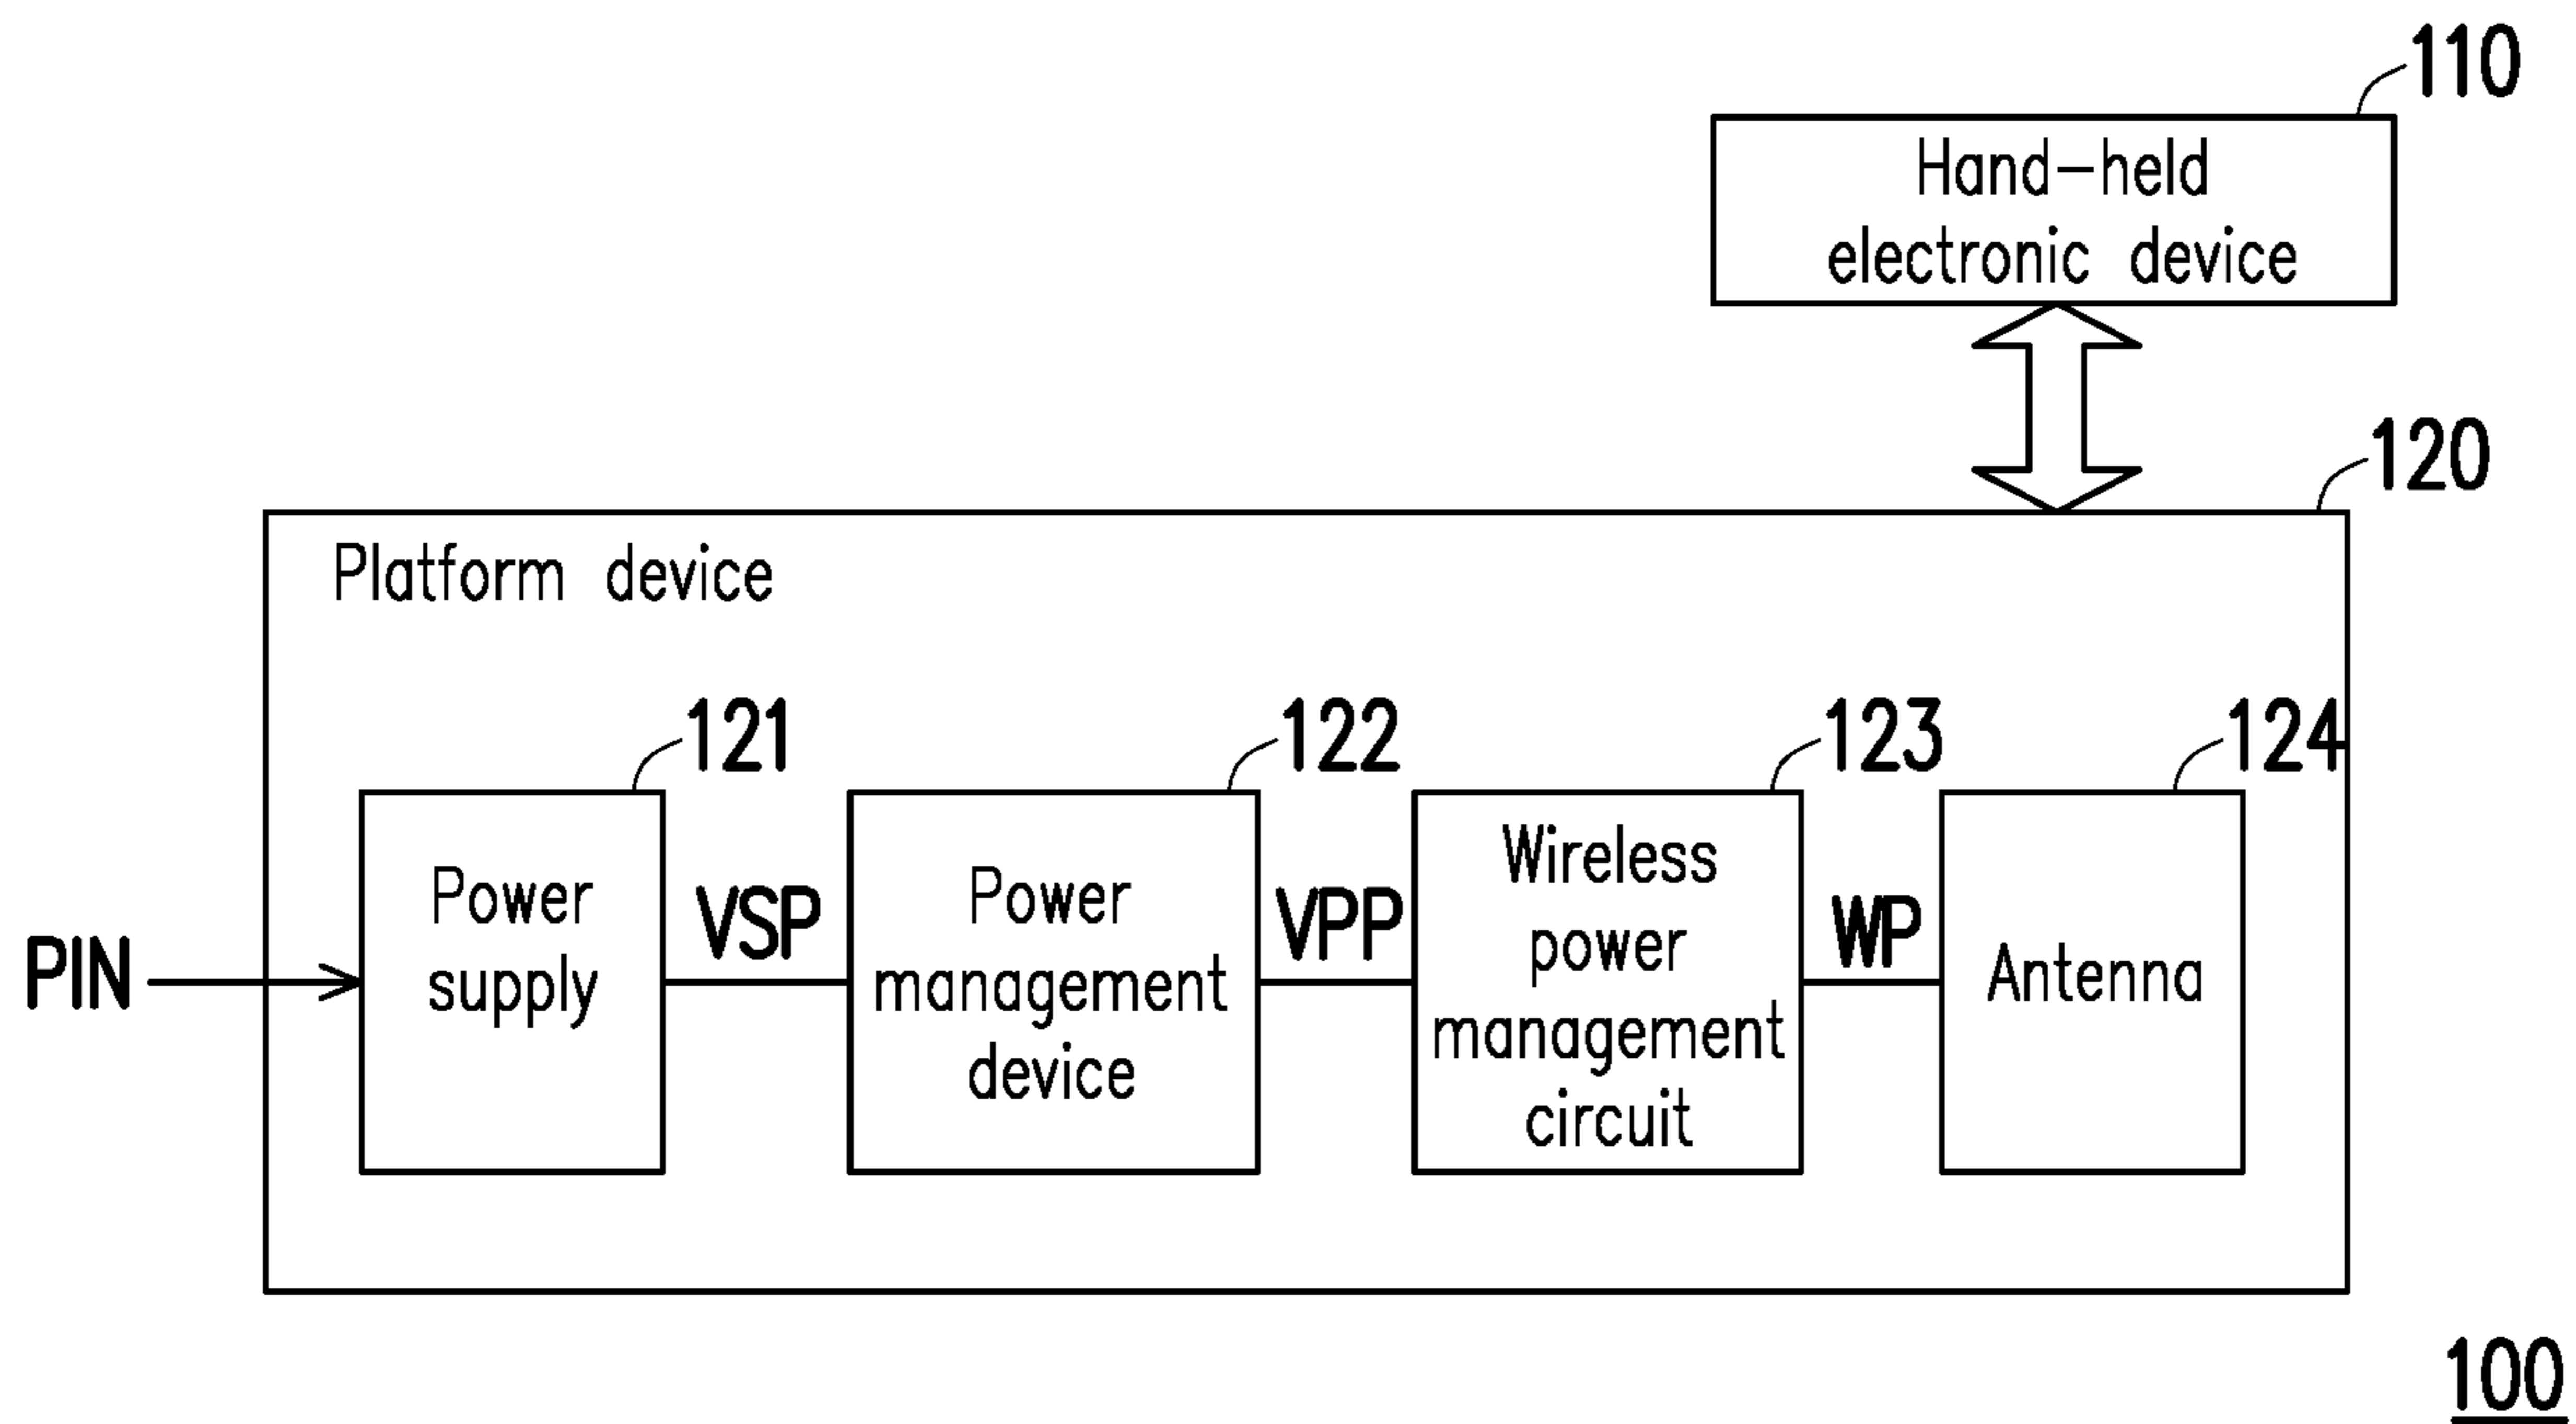 110
Hand-held
electronic device
120
Platform device
121
122
123
124
PIN
Power
supply
VSP
Power
management
device
VPP
Wireless
power
management
circuit
WP
Antenna
100